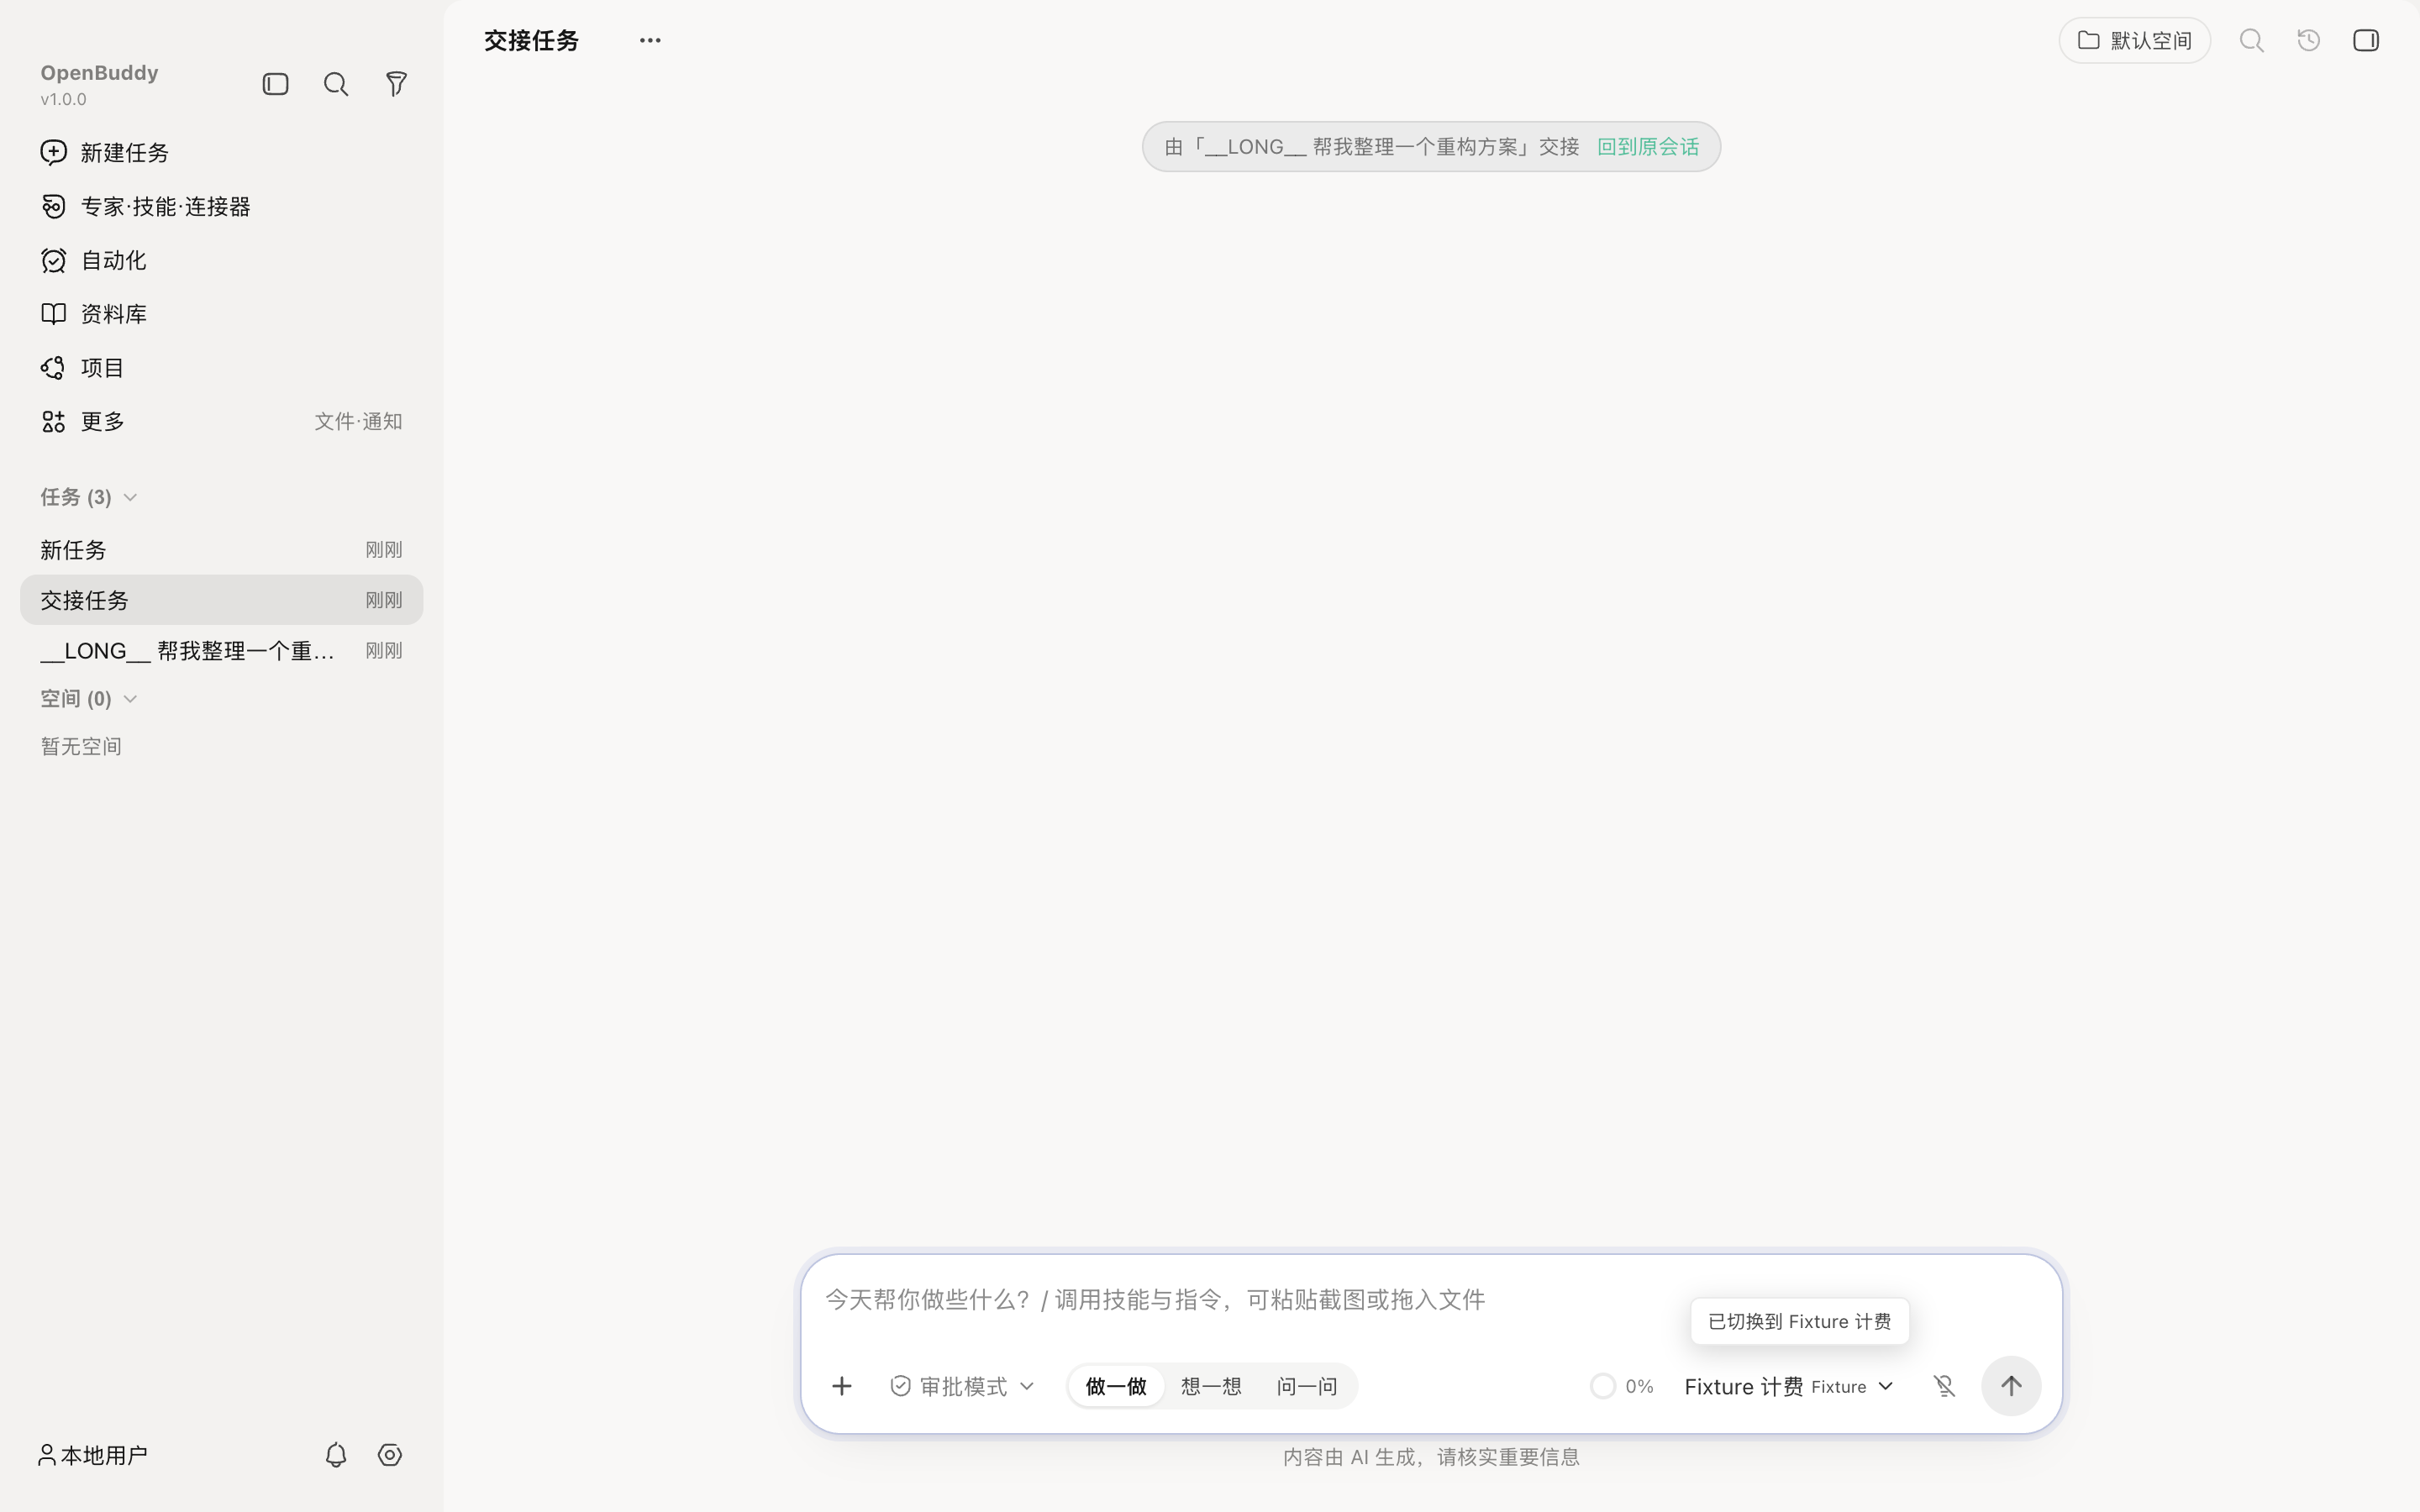 OpenBuddy
v1.0.0
新建任务
专家·技能·连接器
自动化
资料库
项目
更多 文件·通知
任务 (3)
新任务 刚刚
交接任务 刚刚
__LONG__ 帮我整理一个重… 刚刚
空间 (0)
暂无空间
本地用户
交接任务
默认空间
由「__LONG__ 帮我整理一个重构方案」交接 回到原会话
今天帮你做些什么？/ 调用技能与指令，可粘贴截图或拖入文件
已切换到 Fixture 计费
审批模式 做一做 想一想 问一问 0% Fixture 计费 Fixture
内容由 AI 生成，请核实重要信息